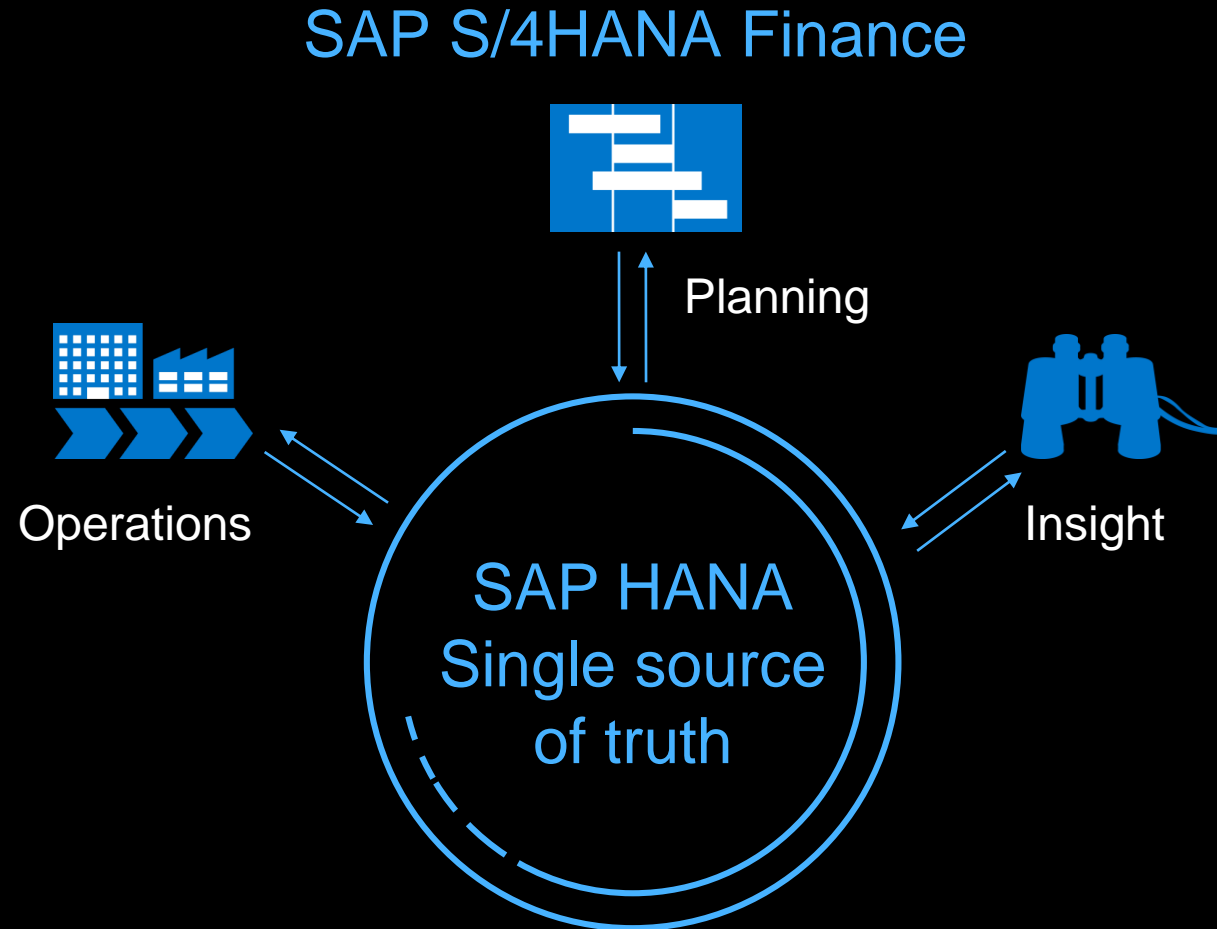 SAP S/4HANA Finance
Planning
Operations
Insight
SAP HANA
Single source
of truth